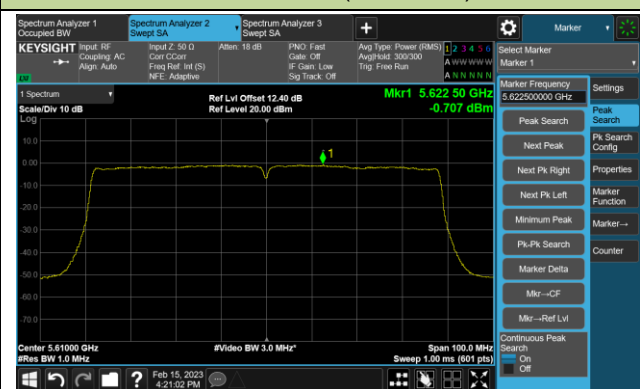 Spectrum Analyzer 1
Occupied BW
Spectrum Analyzer 2
Swept SA
Spectrum Analyzer 3
Swept SA
+
Marker
KEYSIGHT
Input: RF
Coupling: AC
Align: Auto
Input Z: 50 Ω
Corr CCorr
Freq Ref: Int (S)
NFE: Adaptive
Atten: 18 dB
PNO: Fast
Gate: Off
IF Gain: Low
Sig Track: Off
Avg Type: Power (RMS)
Avg|Hold: 300/300
Trig: Free Run
1 2 3 4 5 6
A W W W W W
A N N N N N
LXI
Select Marker
Marker 1
1 Spectrum
Scale/Div 10 dB
Log
Ref Lvl Offset 12.40 dB
Ref Level 20.00 dBm
Mkr1 5.622 50 GHz
-0.707 dBm
10.0
0.00
-10.0
-20.0
-30.0
-40.0
-50.0
-60.0
-70.0
1
Center 5.61000 GHz
#Res BW 1.0 MHz
#Video BW 3.0 MHz*
Span 100.0 MHz
Sweep 1.00 ms (601 pts)
Marker Frequency
5.622500000 GHz
Peak Search
Next Peak
Next Pk Right
Next Pk Left
Minimum Peak
Pk-Pk Search
Marker Delta
Mkr→CF
Mkr→Ref Lvl
Continuous Peak
Search
On
Off
Settings
Peak
Search
Pk Search
Config
Properties
Marker
Function
Marker→
Counter
?
Feb 15, 2023
4:21:02 PM